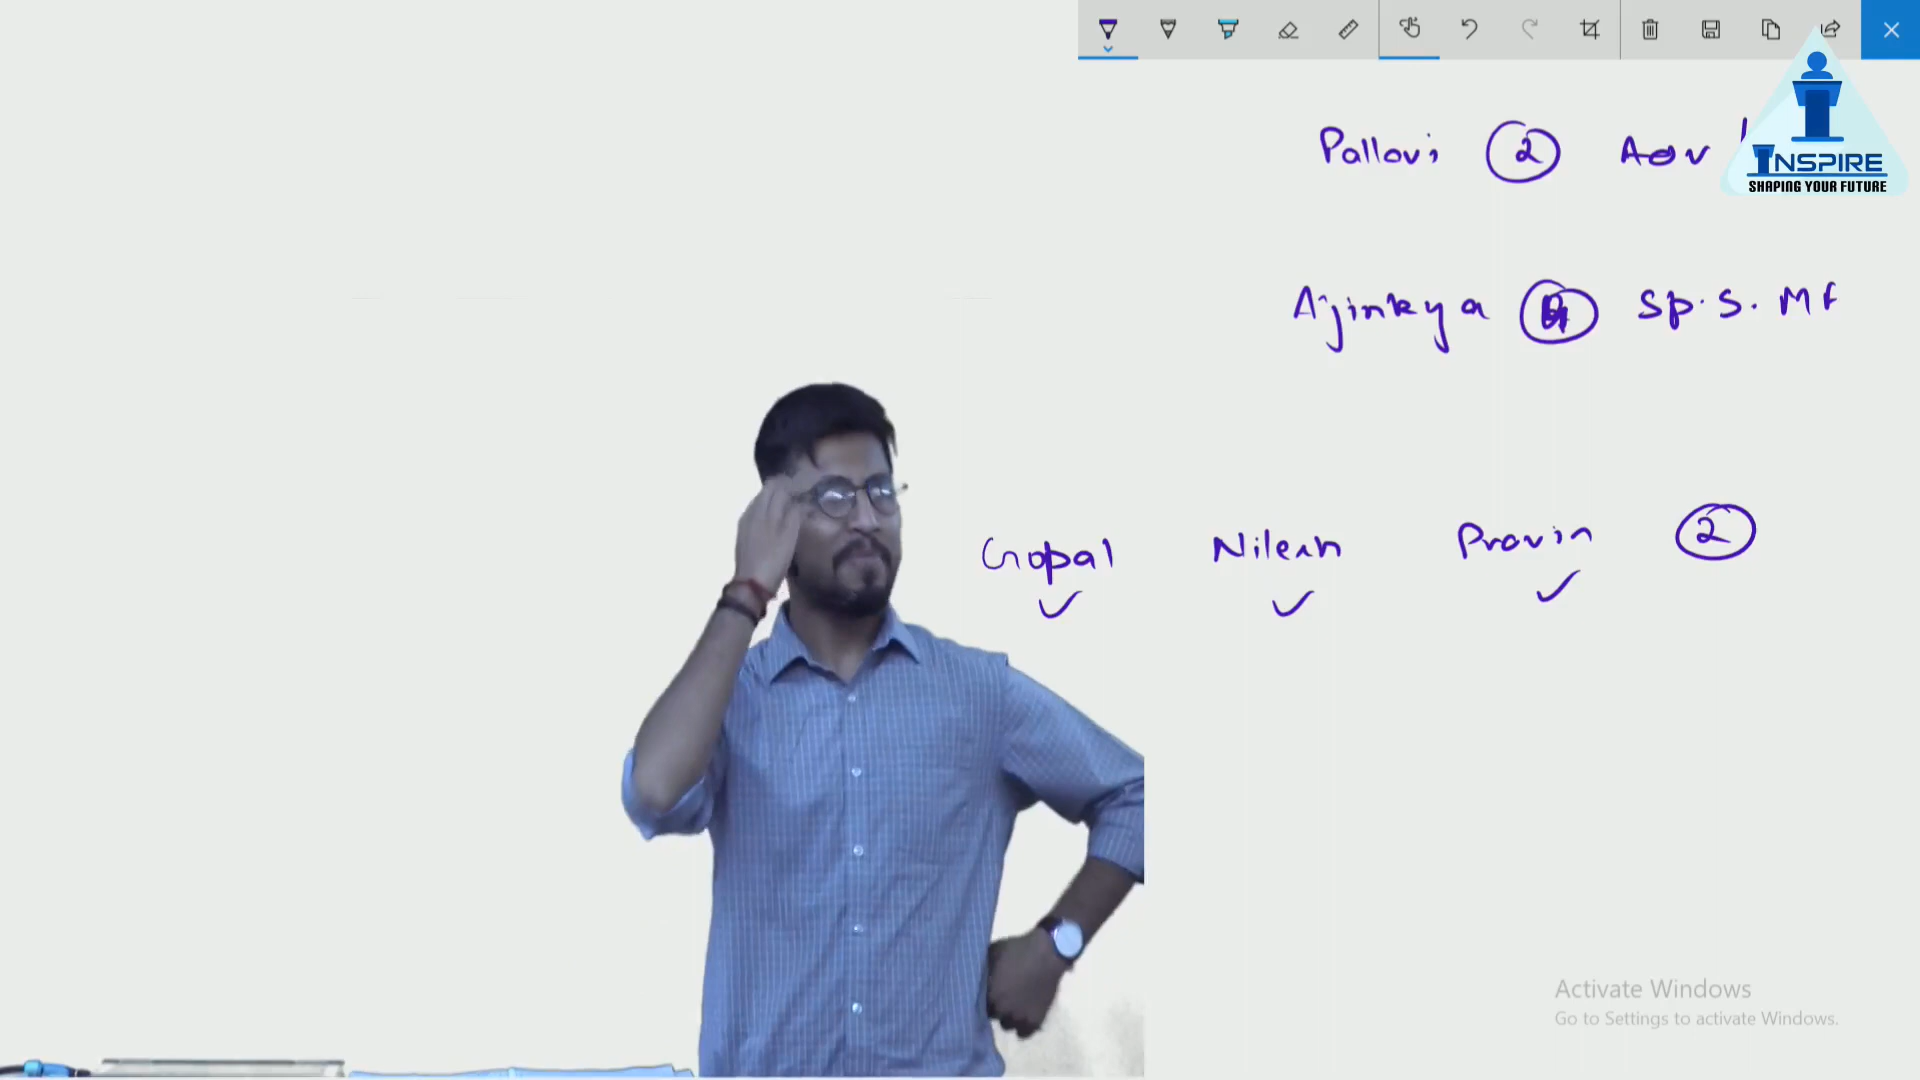 Pallavi 2 Adv
INSPIRE
SHAPING YOUR FUTURE
Ajinkya Sp. S. Mf
Gopal Nilesh Pravin 2
Activate Windows
Go to Settings to activate Windows.